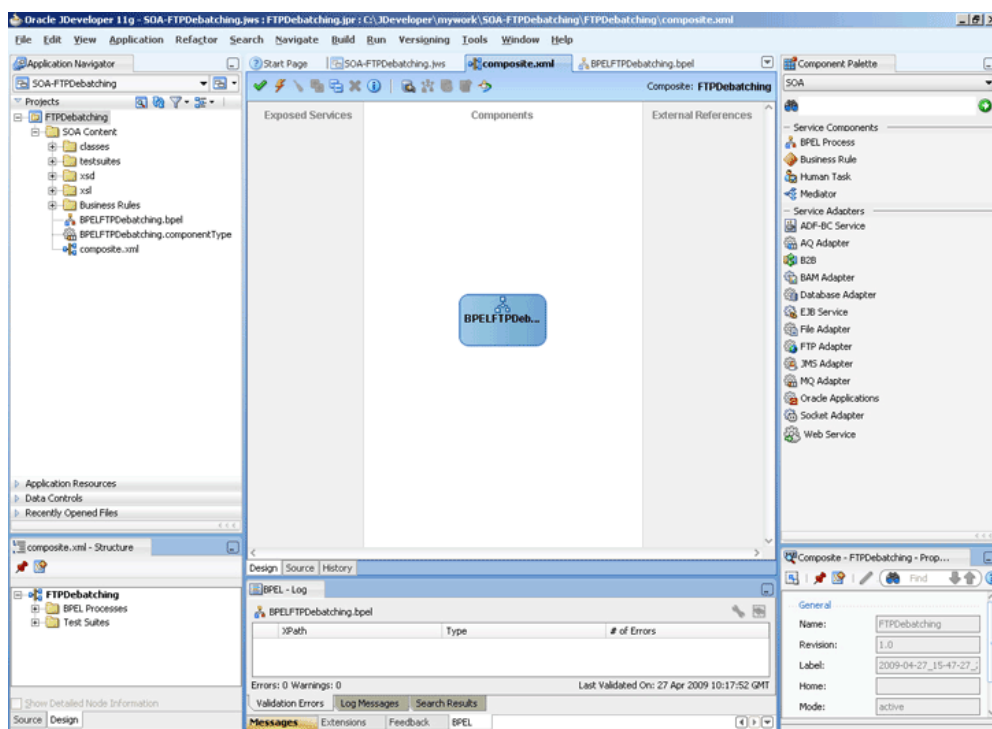 Oracle JDeveloper 11g - SOA-FTPDebatching.jws : FTPDebatching.jpr : C:\JDeveloper\mywork\SOA-FTPDebatching\FTPDebatching\composite.xml
File Edit View Application Refactor Search Navigate Build Run Versioning Tools Window Help
Application Navigator
SOA-FTPDebatching
Projects
FTPDebatching
SOA Content
classes
testsuites
xsd
xsl
Business Rules
BPELFTPDebatching.bpel
BPELFTPDebatching.componentType
composite.xml
Application Resources
Data Controls
Recently Opened Files
composite.xml - Structure
FTPDebatching
BPEL Processes
Test Suites
Show Detailed Node Information
Source Design
Start Page SOA-FTPDebatching.jws composite.xml BPELFTPDebatching.bpel
Composite: FTPDebatching
Exposed Services Components External References
BPELFTPDeb...
Design Source History
BPEL - Log
BPELFTPDebatching.bpel
XPath Type # of Errors
Errors: 0 Warnings: 0 Last Validated On: 27 Apr 2009 10:17:52 GMT
Validation Errors Log Messages Search Results
Messages Extensions Feedback BPEL
Component Palette
SOA
Service Components
BPEL Process
Business Rule
Human Task
Mediator
Service Adapters
ADF-BC Service
AQ Adapter
B2B
BAM Adapter
Database Adapter
EJB Service
File Adapter
FTP Adapter
JMS Adapter
MQ Adapter
Oracle Applications
Socket Adapter
Web Service
Composite - FTPDebatching - Prop...
Find
General
Name: FTPDebatching
Revision: 1.0
Label: 2009-04-27_15-47-27_
Home:
Mode: active